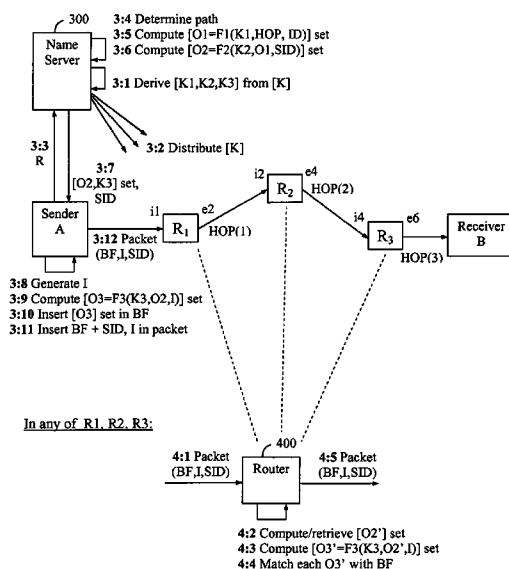 300
Name
Server
3:4 Determine path
3:5 Compute [O1=F1(K1,HOP, ID)] set
3:6 Compute [O2=F2(K2,O1,SID)] set
3:1 Derive [K1,K2,K3] from [K]
3:2 Distribute [K]
3:3
R
3:7
[O2,K3] set,
SID
Sender
A
3:12 Packet
(BF,I,SID)
i1
R1
e2
HOP(1)
i2
R2
e4
HOP(2)
i4
R3
e6
HOP(3)
Receiver
B
3:8 Generate I
3:9 Compute [O3=F3(K3,O2,I)] set
3:10 Insert [O3] set in BF
3:11 Insert BF + SID, I in packet
In any of R1, R2, R3:
400
4:1 Packet
(BF,I,SID)
Router
4:5 Packet
(BF,I,SID)
4:2 Compute/retrieve [O2'] set
4:3 Compute [O3'=F3(K3,O2',I)] set
4:4 Match each O3' with BF